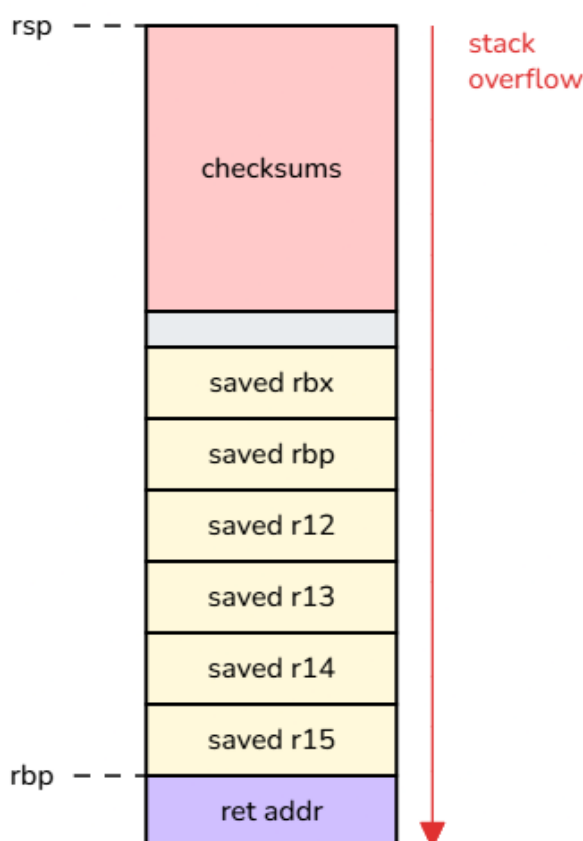 rsp
stack
overflow
checksums
saved rbx
saved rbp
saved r12
saved r13
saved r14
saved r15
rbp
ret addr